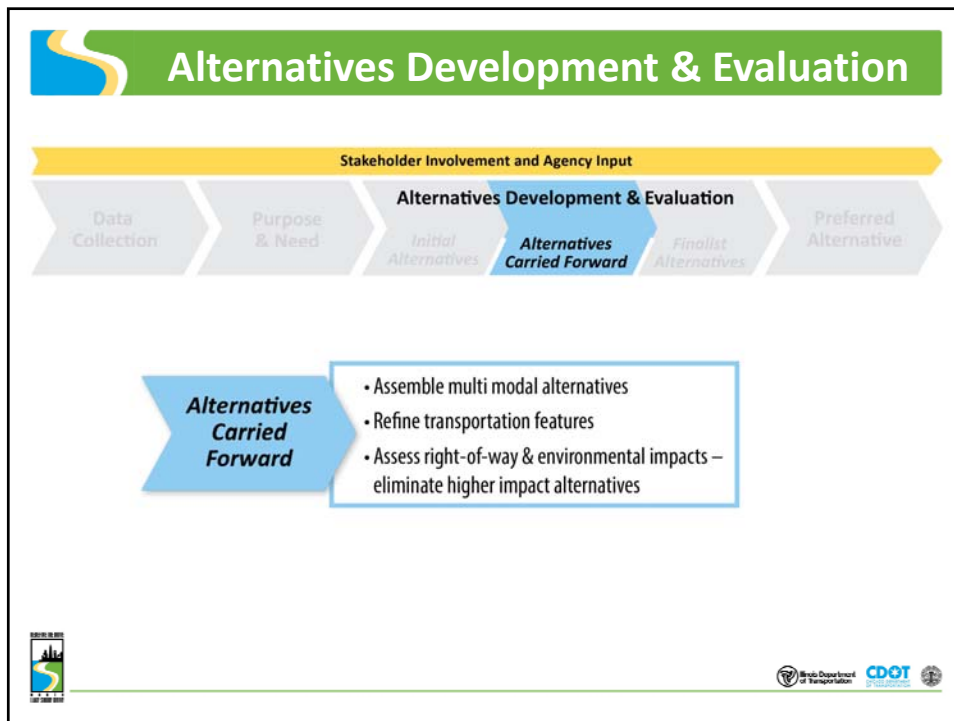 Alternatives Development & Evaluation
Stakeholder Involvement and Agency Input
Alternatives Development & Evaluation
Data
Collection
Purpose
& Need
Initial
Alternatives
Alternatives
Carried Forward
Finalist
Alternatives
Preferred
Alternative
Alternatives
Carried
Forward
• Assemble multi modal alternatives
• Refine transportation features
• Assess right-of-way & environmental impacts –
eliminate higher impact alternatives
Illinois Department
of Transportation
CDOT